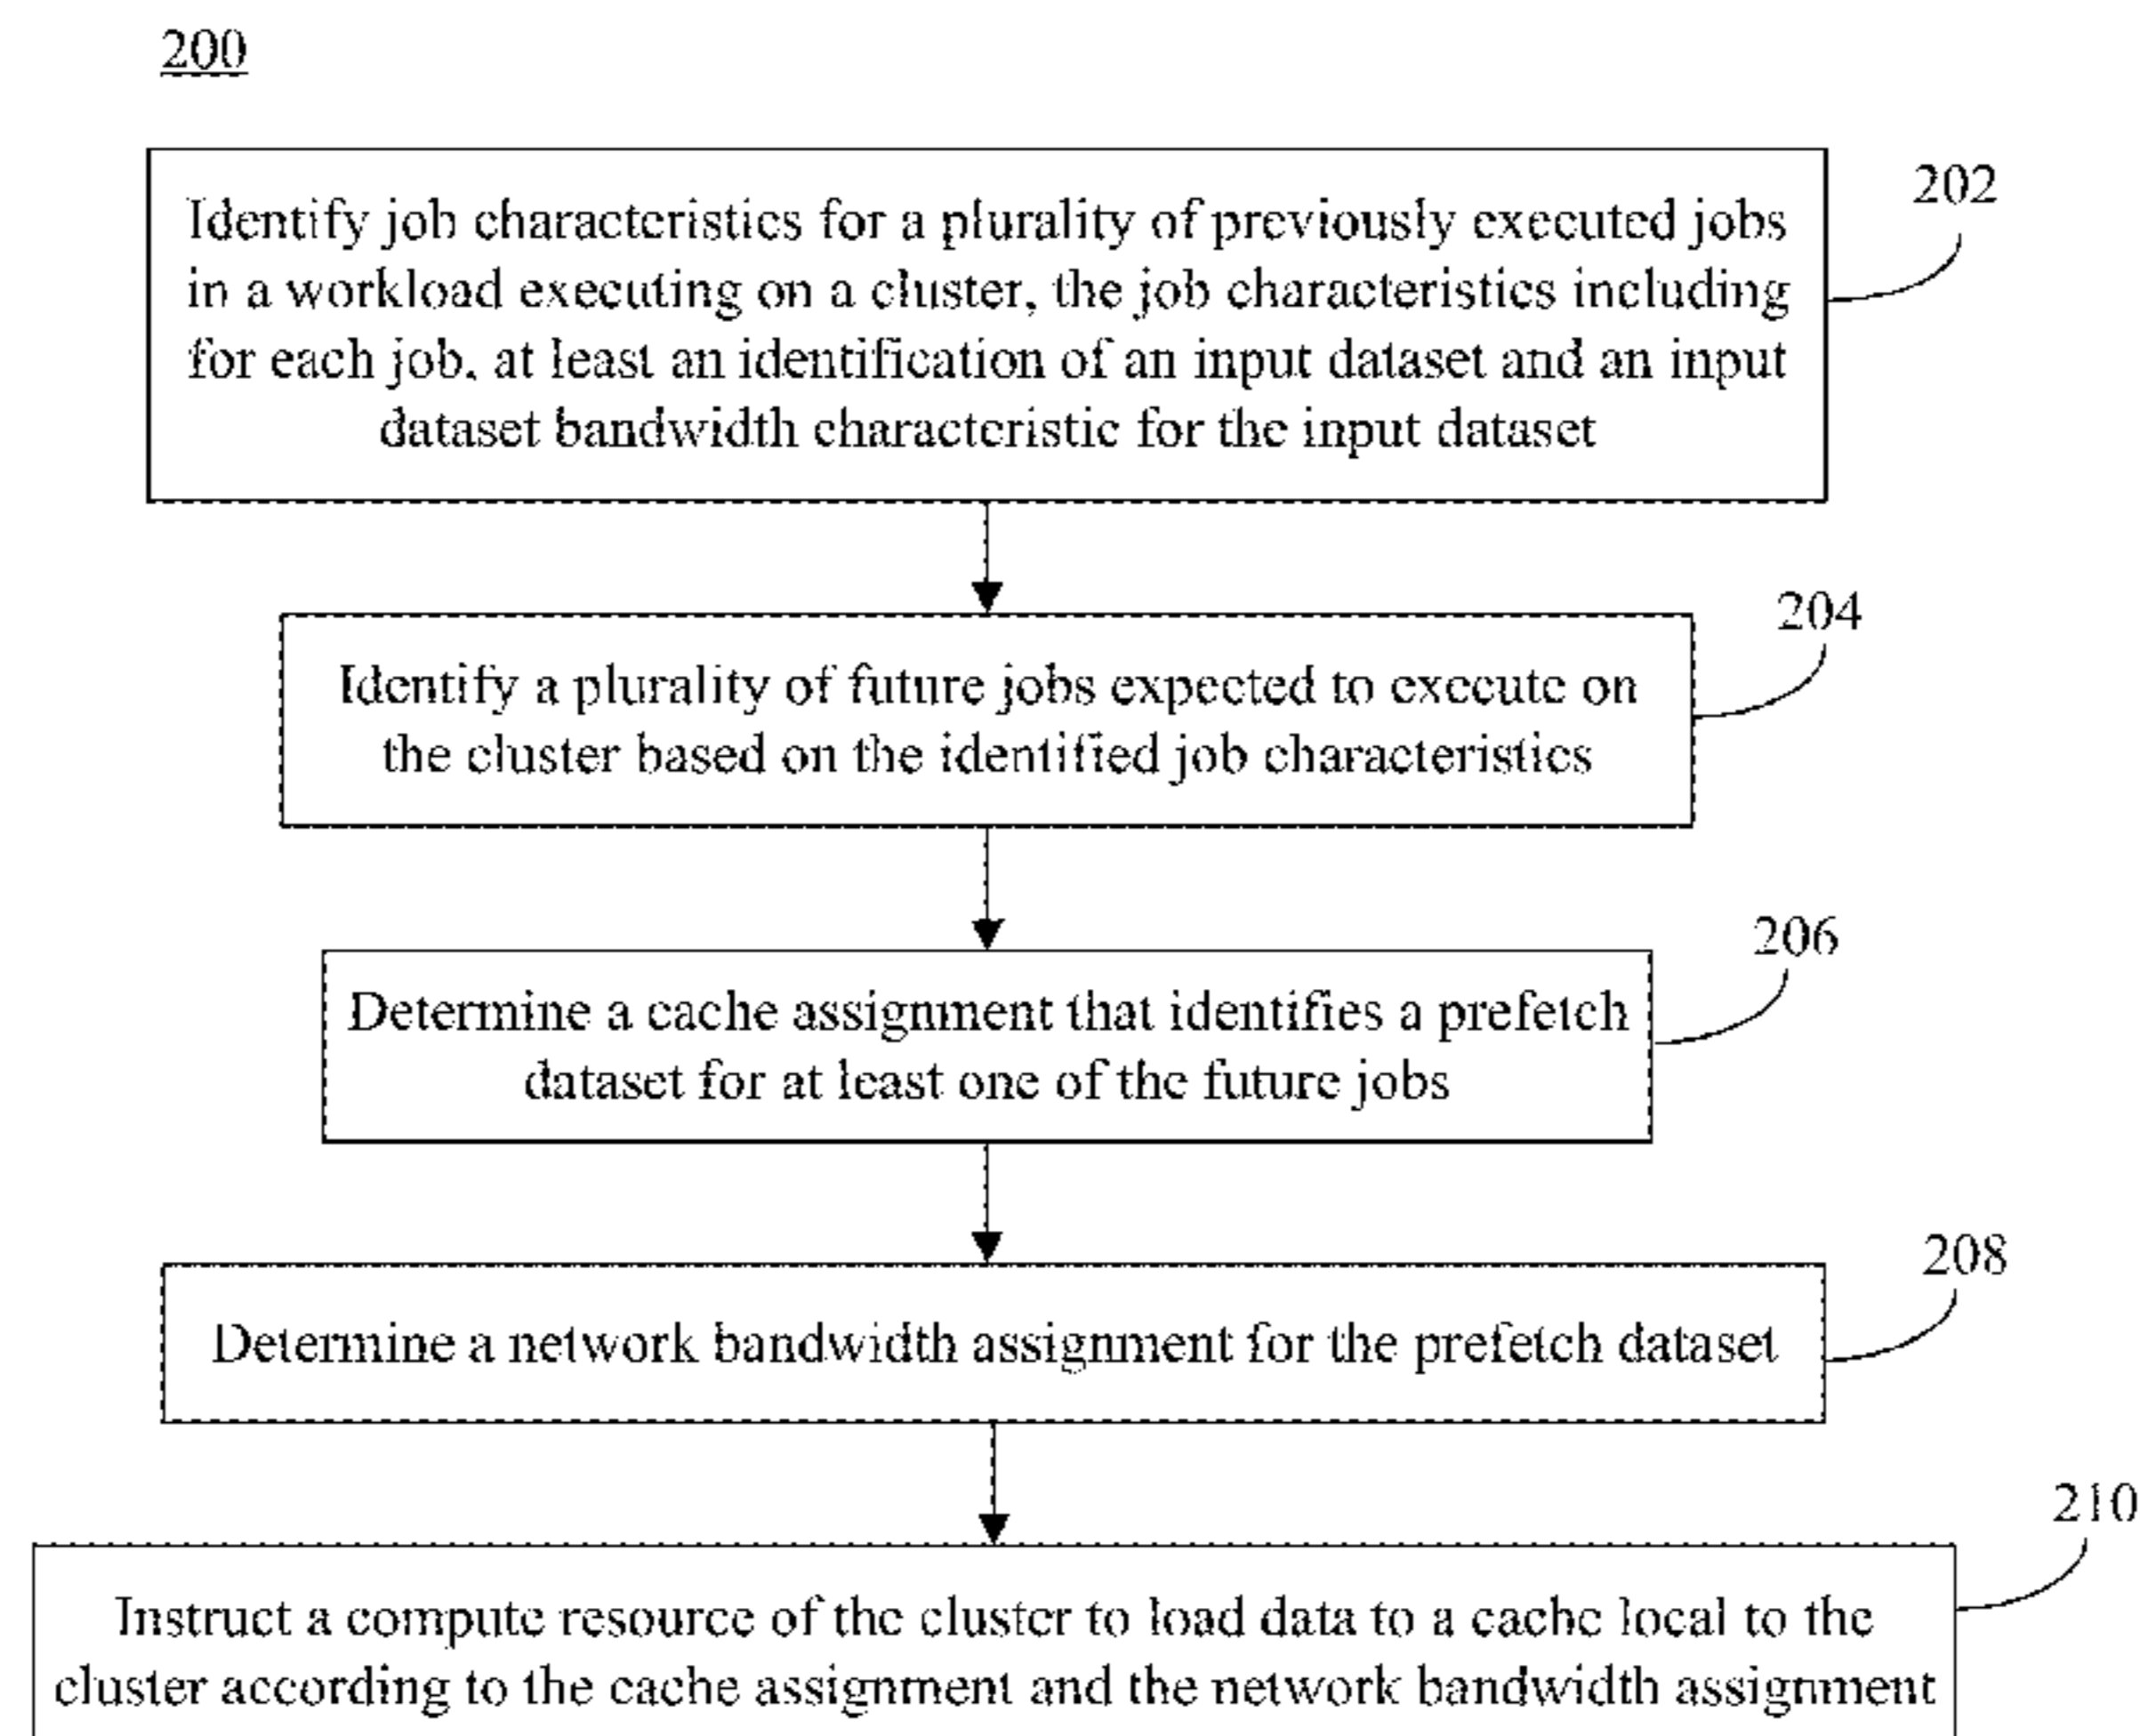 200
202
Identify job characteristics for a plurality of previously executed jobs
in a workload executing on a cluster, the job characteristics including
for each job, at least an identification of an input dataset and an input
dataset bandwidth characteristic for the input dataset
204
Identify a plurality of future jobs expected to execute on
the cluster based on the identified job characteristics
206
Determine a cache assignment that identifies a prefetch
dataset for at least one of the future jobs
208
Determine a network bandwidth assignment for the prefetch dataset
210
Instruct a compute resource of the cluster to load data to a cache local to the
cluster according to the cache assignment and the network bandwidth assignment